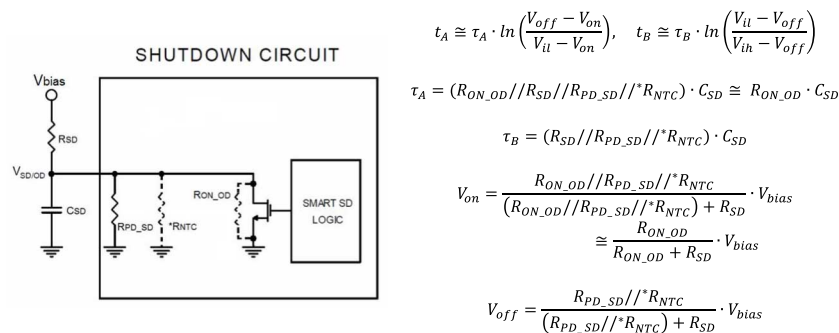 SHUTDOWN CIRCUIT
Vbias
RSD
VSD/OD
CSD
RPD_SD
*RNTC
RON_OD
SMART SD
LOGIC
t_A ≅ τ_A · ln((V_off − V_on)/(V_il − V_on)), t_B ≅ τ_B · ln((V_il − V_off)/(V_ih − V_off))
τ_A = (R_ON_OD//R_SD//R_PD_SD//*R_NTC) · C_SD ≅ R_ON_OD · C_SD
τ_B = (R_SD//R_PD_SD//*R_NTC) · C_SD
V_on = (R_ON_OD//R_PD_SD//*R_NTC)/((R_ON_OD//R_PD_SD//*R_NTC) + R_SD) · V_bias
≅ R_ON_OD/(R_ON_OD + R_SD) · V_bias
V_off = (R_PD_SD//*R_NTC)/((R_PD_SD//*R_NTC) + R_SD) · V_bias